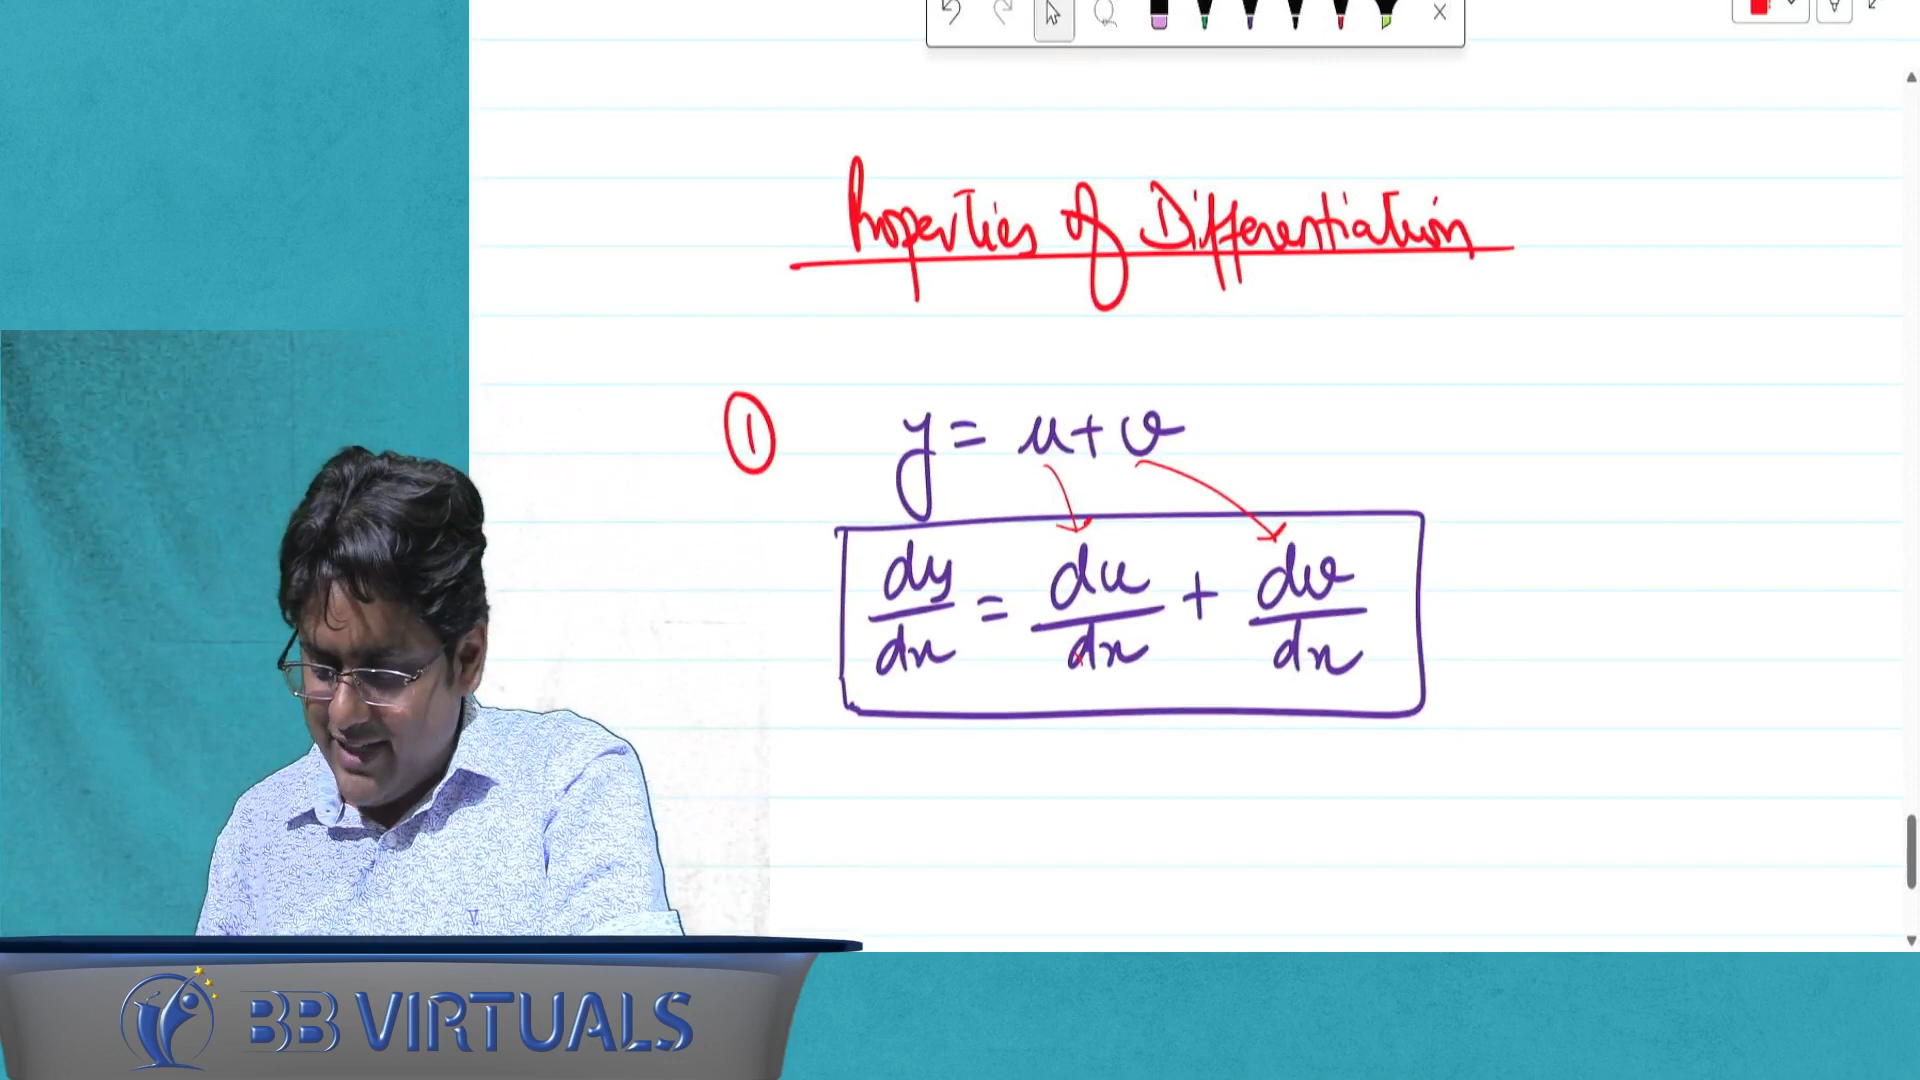 Properties of Differentiation
① y = u + v
dy/dx = du/dx + dv/dx
BB VIRTUALS